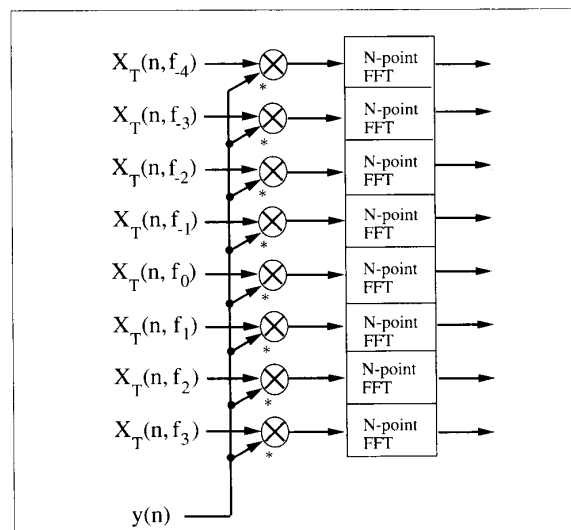 X_T(n, f_-4) * N-point
FFT
X_T(n, f_-3) * N-point
FFT
X_T(n, f_-2) * N-point
FFT
X_T(n, f_-1) * N-point
FFT
X_T(n, f_0) * N-point
FFT
X_T(n, f_1) * N-point
FFT
X_T(n, f_2) * N-point
FFT
X_T(n, f_3) * N-point
FFT
y(n)